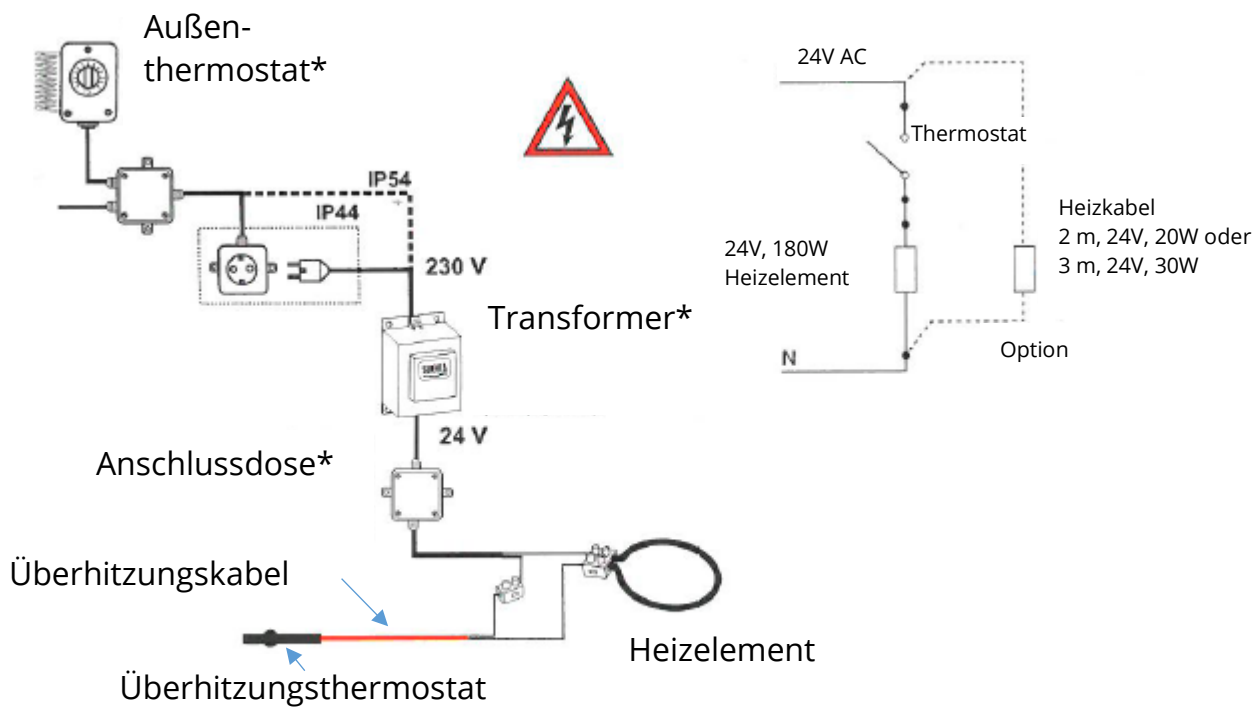 Außen-
thermostat*
IP54
IP44
230 V
Transformer*
24 V
Anschlussdose*
Überhitzungskabel
Heizelement
Überhitzungsthermostat
24V AC
Thermostat
24V, 180W
Heizelement
Heizkabel
2 m, 24V, 20W oder
3 m, 24V, 30W
Option
N